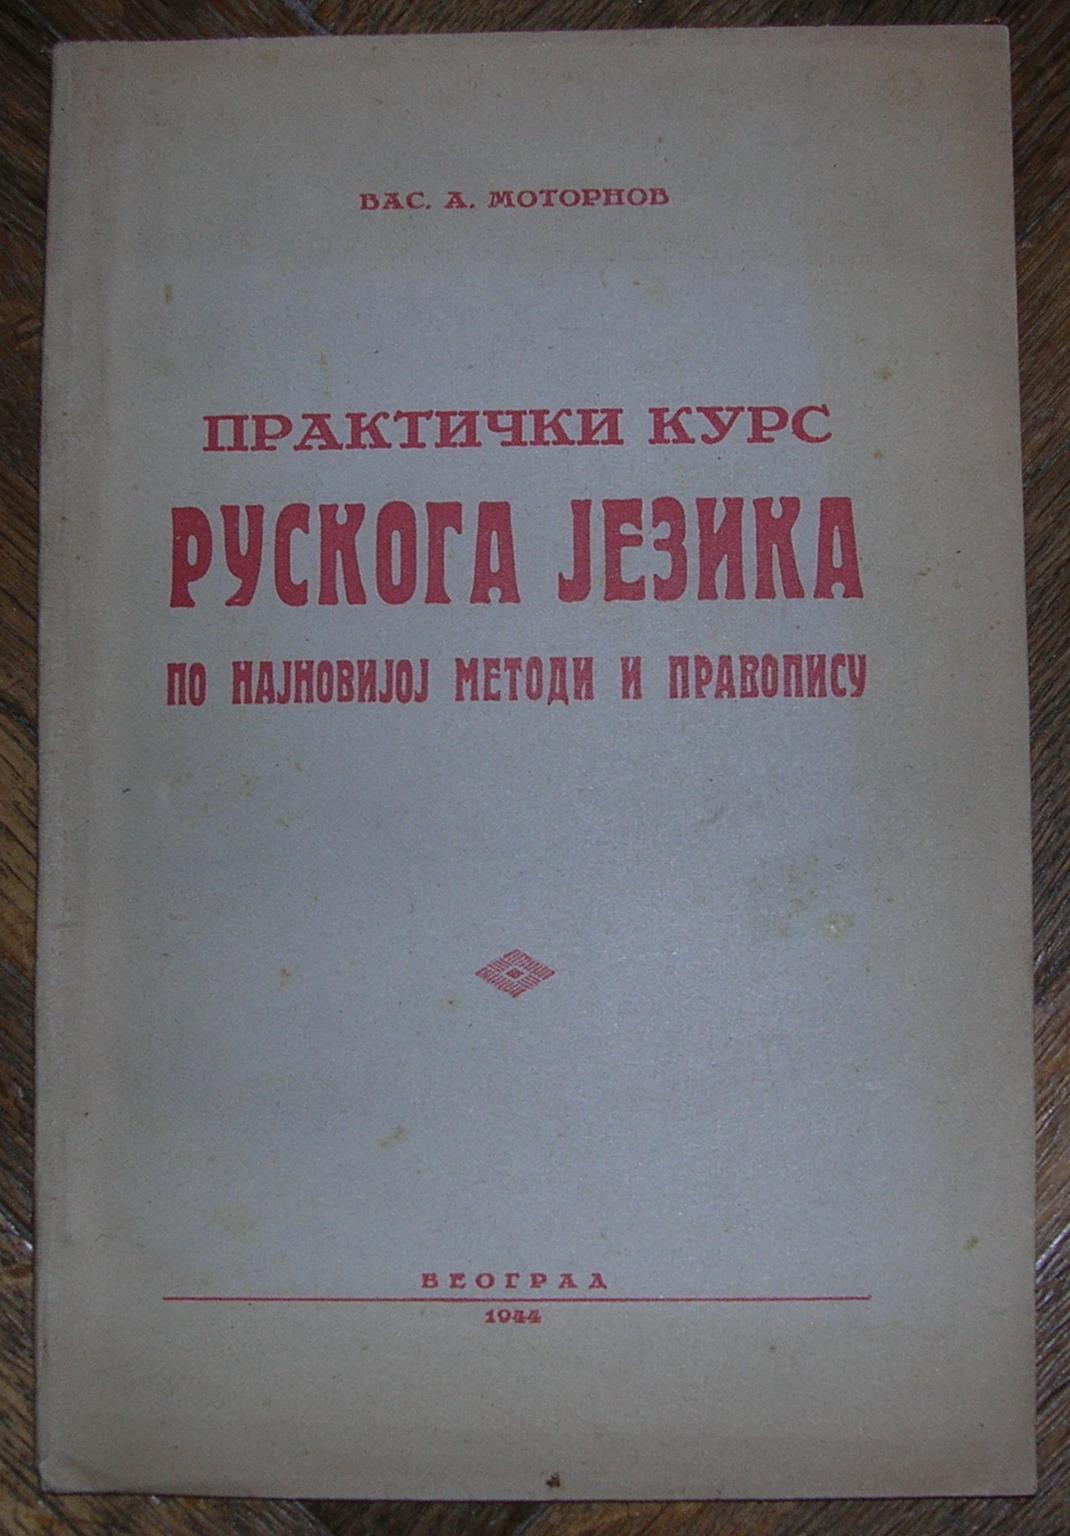 ВАС. А. МОТОРНОВ
ПРАКТИЧКИ КУРС
РУСКОГА ЈЕЗИКА
ПО НАЈНОВИЈОЈ МЕТОДИ И ПРАВОПИСУ
БЕОГРАД
1944